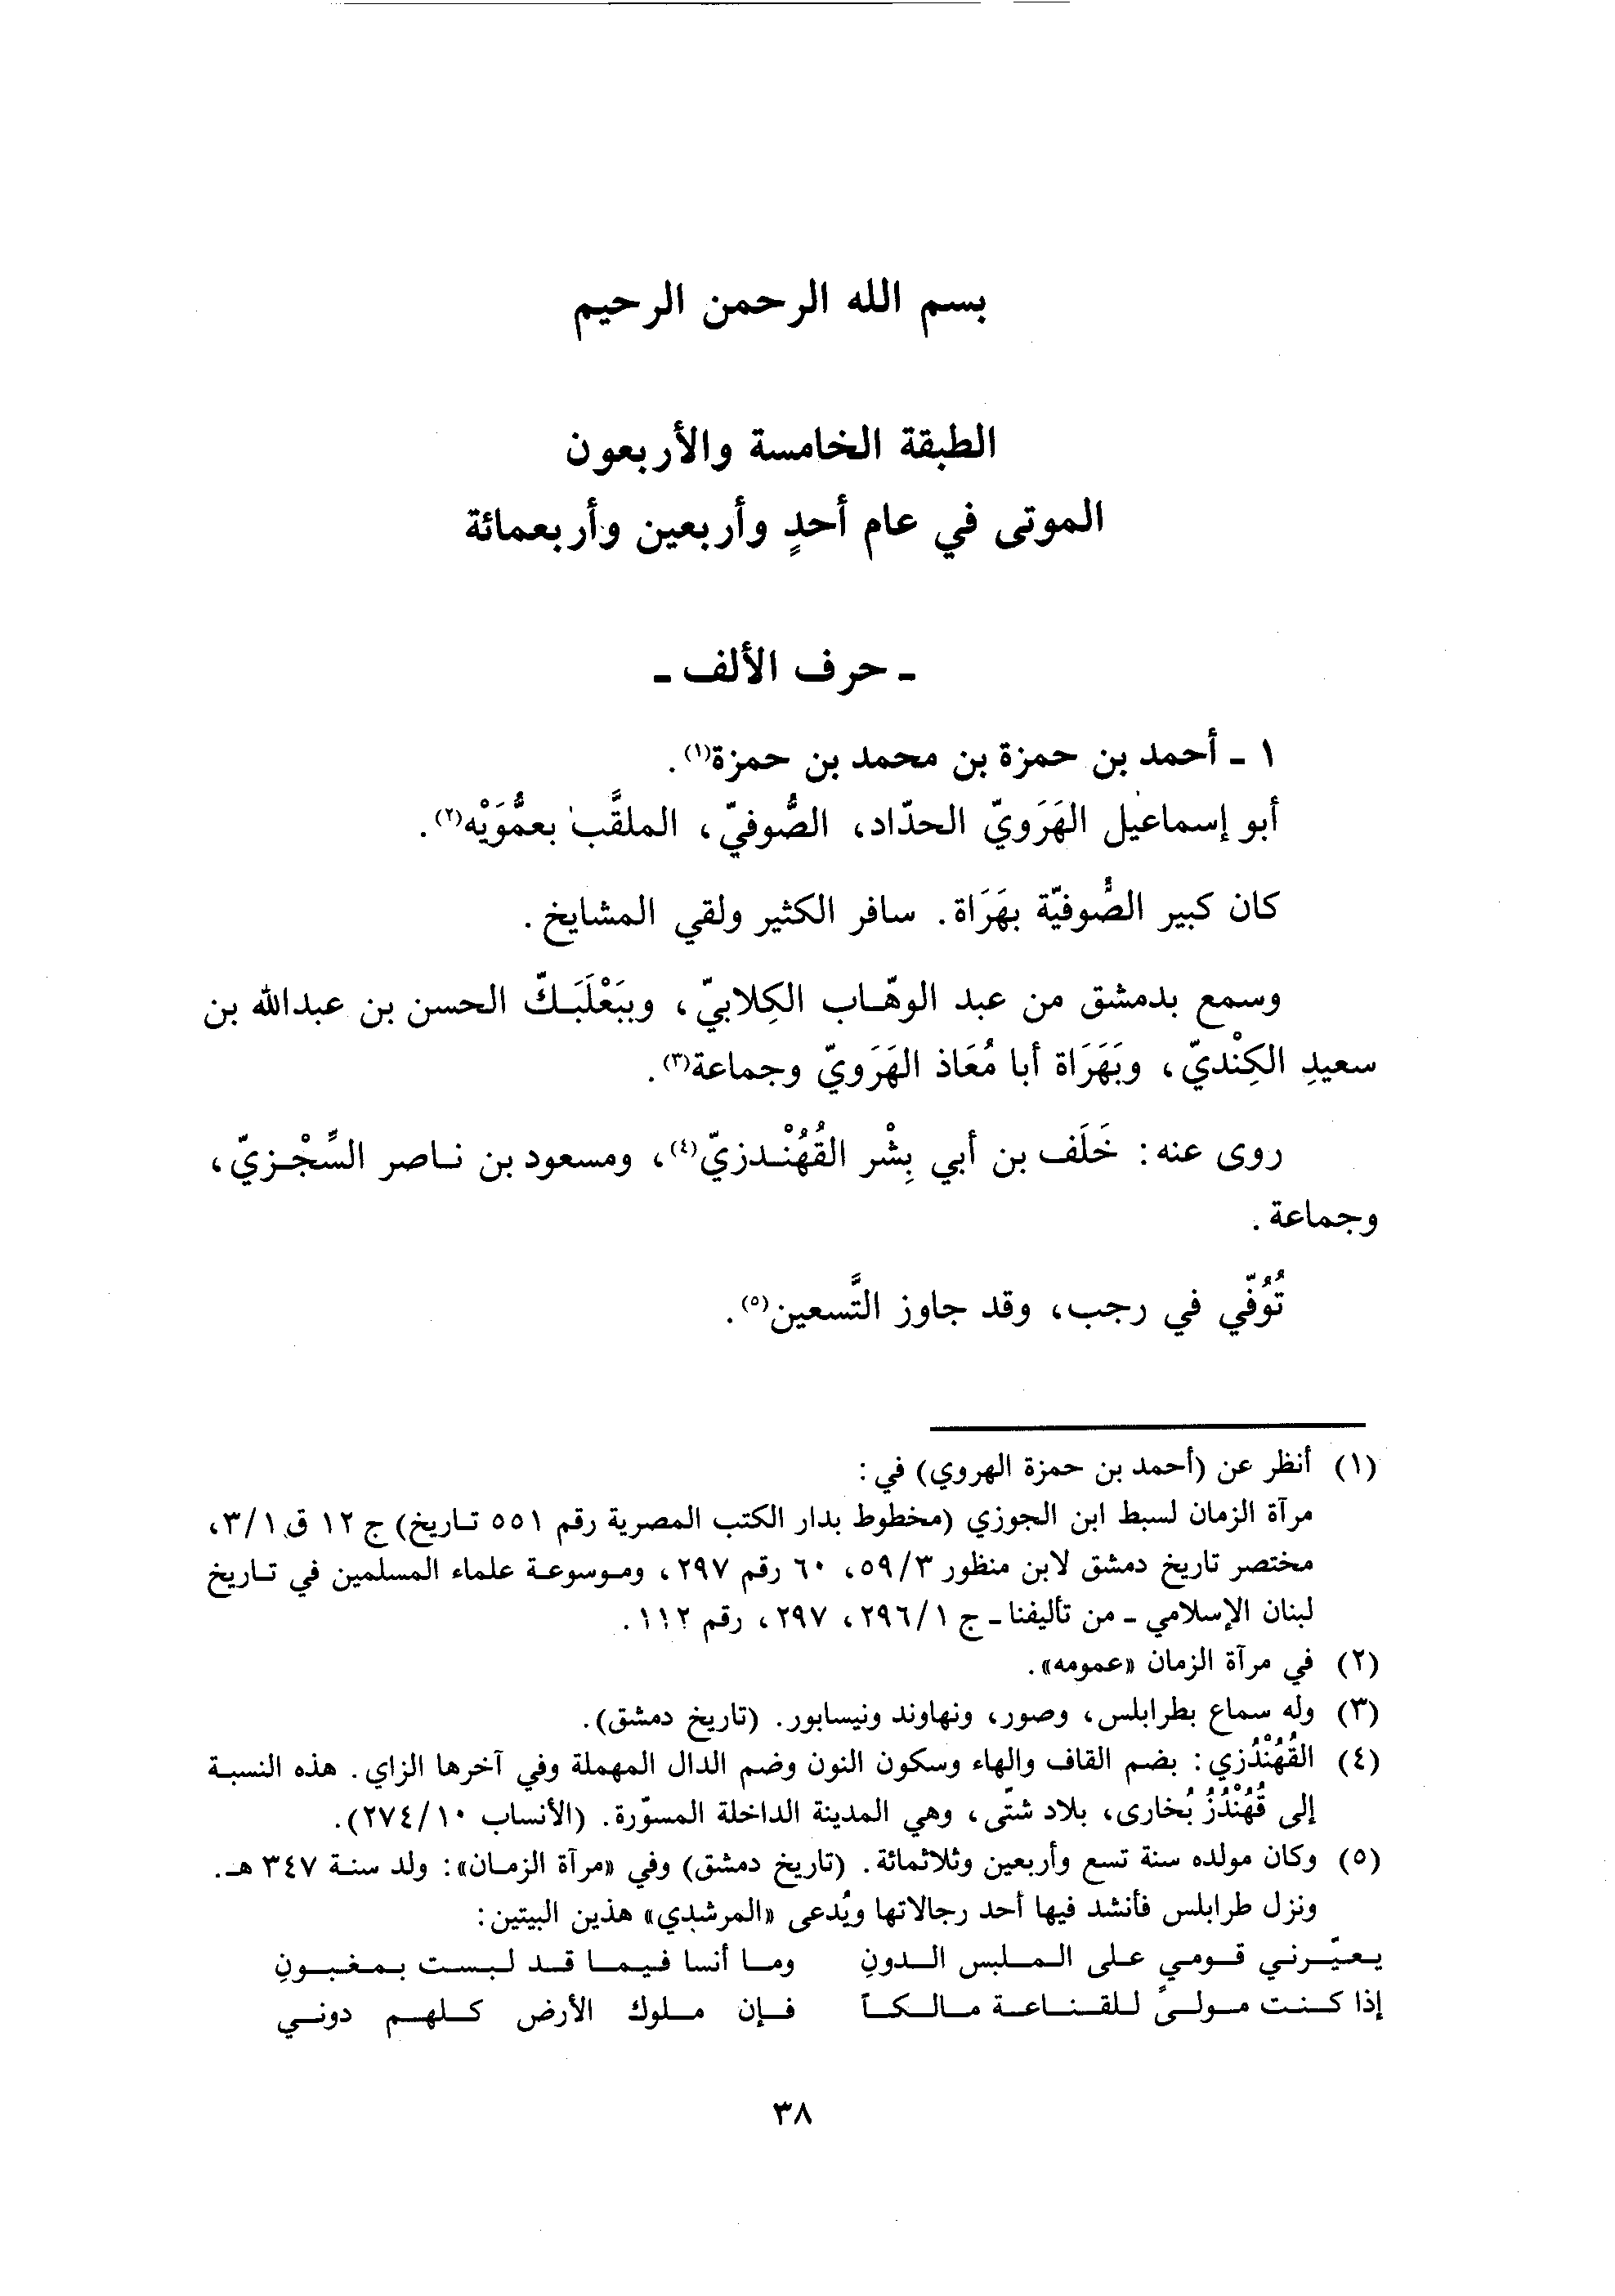 بسم الله الرحمن الرحيم
الطبقة الخامسة والأربعون
الموتى في عام أحدٍ وأربعين وأربعمائة
ـ حرف الألف ـ
١ ـ أحمد بن حمزة بن محمد بن حمزة(١).
أبو إسماعيل الهَرَويّ الحدّاد، الصُّوفيّ، الملقَّب بعمُّوَيْه(٢).
كان كبير الصُّوفيّة بهَرَاة. سافر الكثير ولقي المشايخ.
وسمع بدمشق من عبد الوهّاب الكِلابيّ، وببَعْلَبَكّ الحسن بن عبدالله بن
سعيدِ الكِنْديّ، وبَهَرَاة أبا مُعَاذ الهَرَويّ وجماعة(٣).
روى عنه: خَلَف بن أبي بِشْر القُهُنْدزيّ(٤)، ومسعود بن ناصر السِّجْزيّ،
وجماعة.
تُوُفّي في رجب، وقد جاوز التَّسعين(٥).
(١) أنظر عن (أحمد بن حمزة الهروي) في:
مرآة الزمان لسبط ابن الجوزي (مخطوط بدار الكتب المصرية رقم ٥٥١ تاريخ) ج ١٢ ق ٣/١،
مختصر تاريخ دمشق لابن منظور ٥٩/٣، ٦٠ رقم ٢٩٧، وموسوعة علماء المسلمين في تاريخ
لبنان الإسلامي ـ من تأليفنا ـ ج ٢٩٦/١، ٢٩٧، رقم ١١٢.
(٢) في مرآة الزمان «عمومه».
(٣) وله سماع بطرابلس، وصور، ونهاوند ونيسابور. (تاريخ دمشق).
(٤) القُهُنْدُزي: بضم القاف والهاء وسكون النون وضم الدال المهملة وفي آخرها الزاي. هذه النسبة
إلى قُهُنْدُزُ بُخارى، بلاد شتّى، وهي المدينة الداخلة المسوّرة. (الأنساب ٢٧٤/١٠).
(٥) وكان مولده سنة تسع وأربعين وثلاثمائة. (تاريخ دمشق) وفي «مرآة الزمان»: ولد سنة ٣٤٧ هـ.
ونزل طرابلس فأنشد فيها أحد رجالاتها ويُدعى «المرشدي» هذين البيتين:
يعيّرني قومي على الملبس الدونِ وما أنسا فيما قد لبست بمغبونِ
إذا كنت مولىً للقناعة مالكاً فإن ملوك الأرض كلهم دوني
٣٨